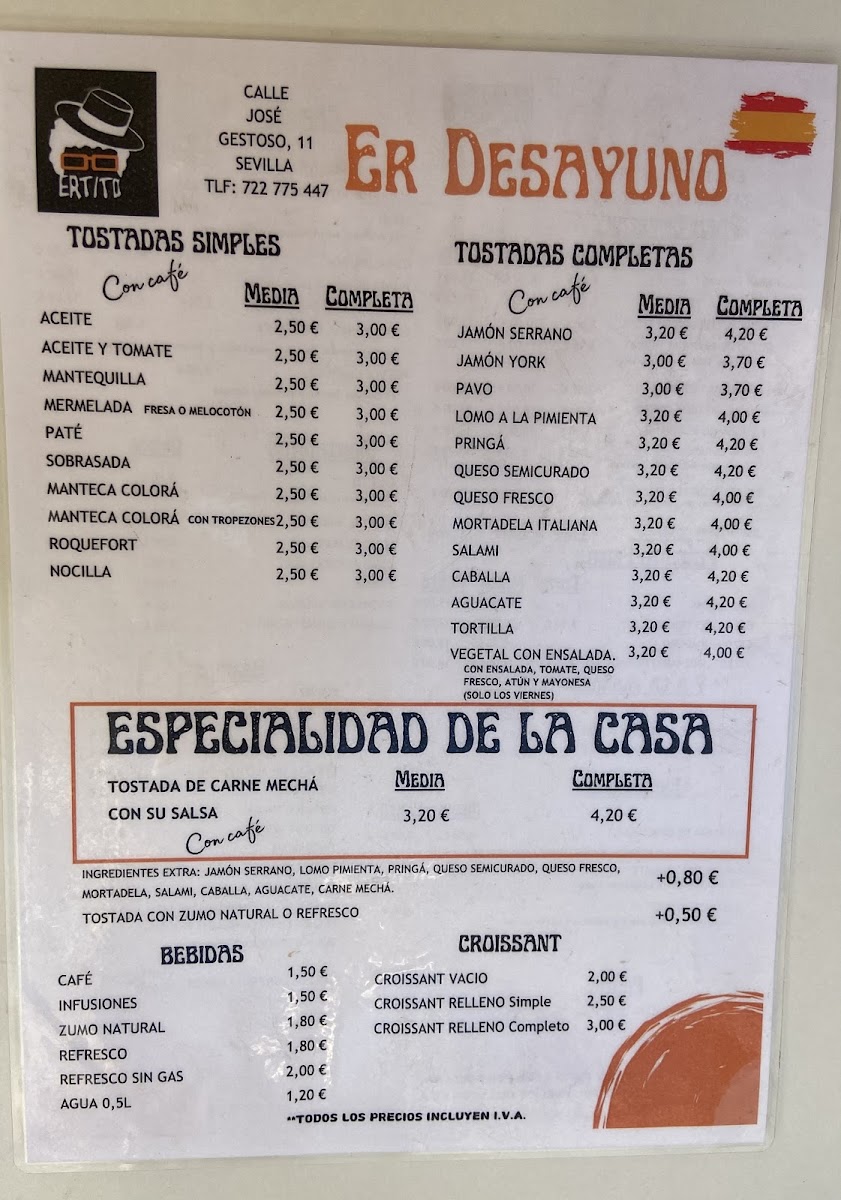 ERTITO
CALLE
JOSÉ
GESTOSO, 11
SEVILLA
TLF: 722 775 447
ER DESAYUNO
TOSTADAS SIMPLES
Con café
MEDIA COMPLETA
ACEITE 2,50 € 3,00 €
ACEITE Y TOMATE 2,50 € 3,00 €
MANTEQUILLA 2,50 € 3,00 €
MERMELADA FRESA O MELOCOTÓN 2,50 € 3,00 €
PATÉ 2,50 € 3,00 €
SOBRASADA 2,50 € 3,00 €
MANTECA COLORÁ 2,50 € 3,00 €
MANTECA COLORÁ CON TROPEZONES 2,50 € 3,00 €
ROQUEFORT 2,50 € 3,00 €
NOCILLA 2,50 € 3,00 €
TOSTADAS COMPLETAS
Con café
MEDIA COMPLETA
JAMÓN SERRANO 3,20 € 4,20 €
JAMÓN YORK 3,00 € 3,70 €
PAVO 3,00 € 3,70 €
LOMO A LA PIMIENTA 3,20 € 4,00 €
PRINGÁ 3,20 € 4,20 €
QUESO SEMICURADO 3,20 € 4,20 €
QUESO FRESCO 3,20 € 4,00 €
MORTADELA ITALIANA 3,20 € 4,00 €
SALAMI 3,20 € 4,00 €
CABALLA 3,20 € 4,20 €
AGUACATE 3,20 € 4,20 €
TORTILLA 3,20 € 4,20 €
VEGETAL CON ENSALADA. 3,20 € 4,00 €
CON ENSALADA, TOMATE, QUESO
FRESCO, ATÚN Y MAYONESA
(SOLO LOS VIERNES)
ESPECIALIDAD DE LA CASA
MEDIA COMPLETA
TOSTADA DE CARNE MECHÁ
CON SU SALSA 3,20 € 4,20 €
Con café
INGREDIENTES EXTRA: JAMÓN SERRANO, LOMO PIMIENTA, PRINGÁ, QUESO SEMICURADO, QUESO FRESCO,
MORTADELA, SALAMI, CABALLA, AGUACATE, CARNE MECHÁ. +0,80 €
TOSTADA CON ZUMO NATURAL O REFRESCO +0,50 €
BEBIDAS
CAFÉ 1,50 €
INFUSIONES 1,50 €
ZUMO NATURAL 1,80 €
REFRESCO 1,80 €
REFRESCO SIN GAS 2,00 €
AGUA 0,5L 1,20 €
CROISSANT
CROISSANT VACIO 2,00 €
CROISSANT RELLENO Simple 2,50 €
CROISSANT RELLENO Completo 3,00 €
**TODOS LOS PRECIOS INCLUYEN I.V.A.